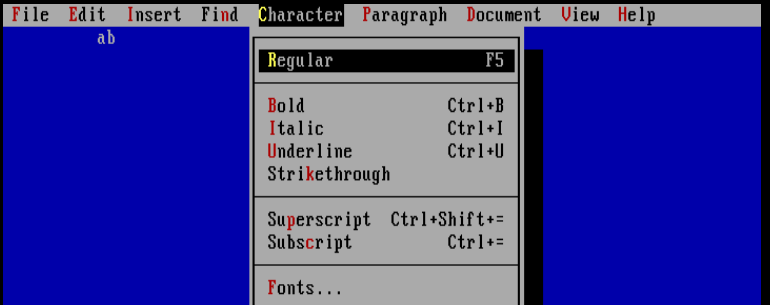 File Edit Insert Find Character Paragraph Document View Help
ab
Regular F5
Bold Ctrl+B
Italic Ctrl+I
Underline Ctrl+U
Strikethrough
Superscript Ctrl+Shift+=
Subscript Ctrl+=
Fonts...